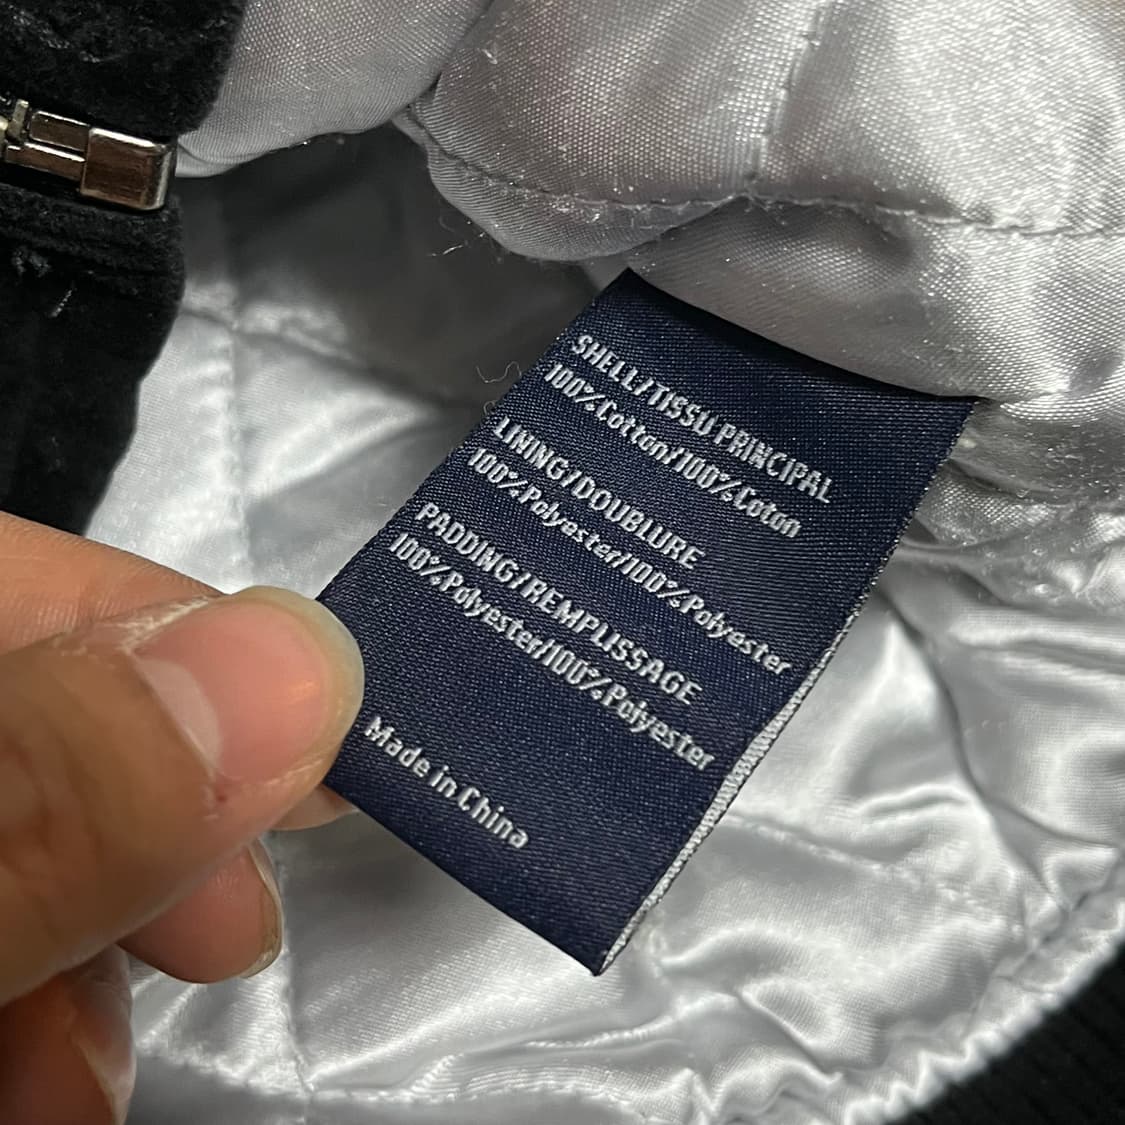 SHELL/TISSU PRINCIPAL
100%Cotton/100%Coton
LINING/DOUBLURE
100%Polyester/100%Polyester
PADDING/REMPLISSAGE
100%Polyester/100%Polyester
Made in China